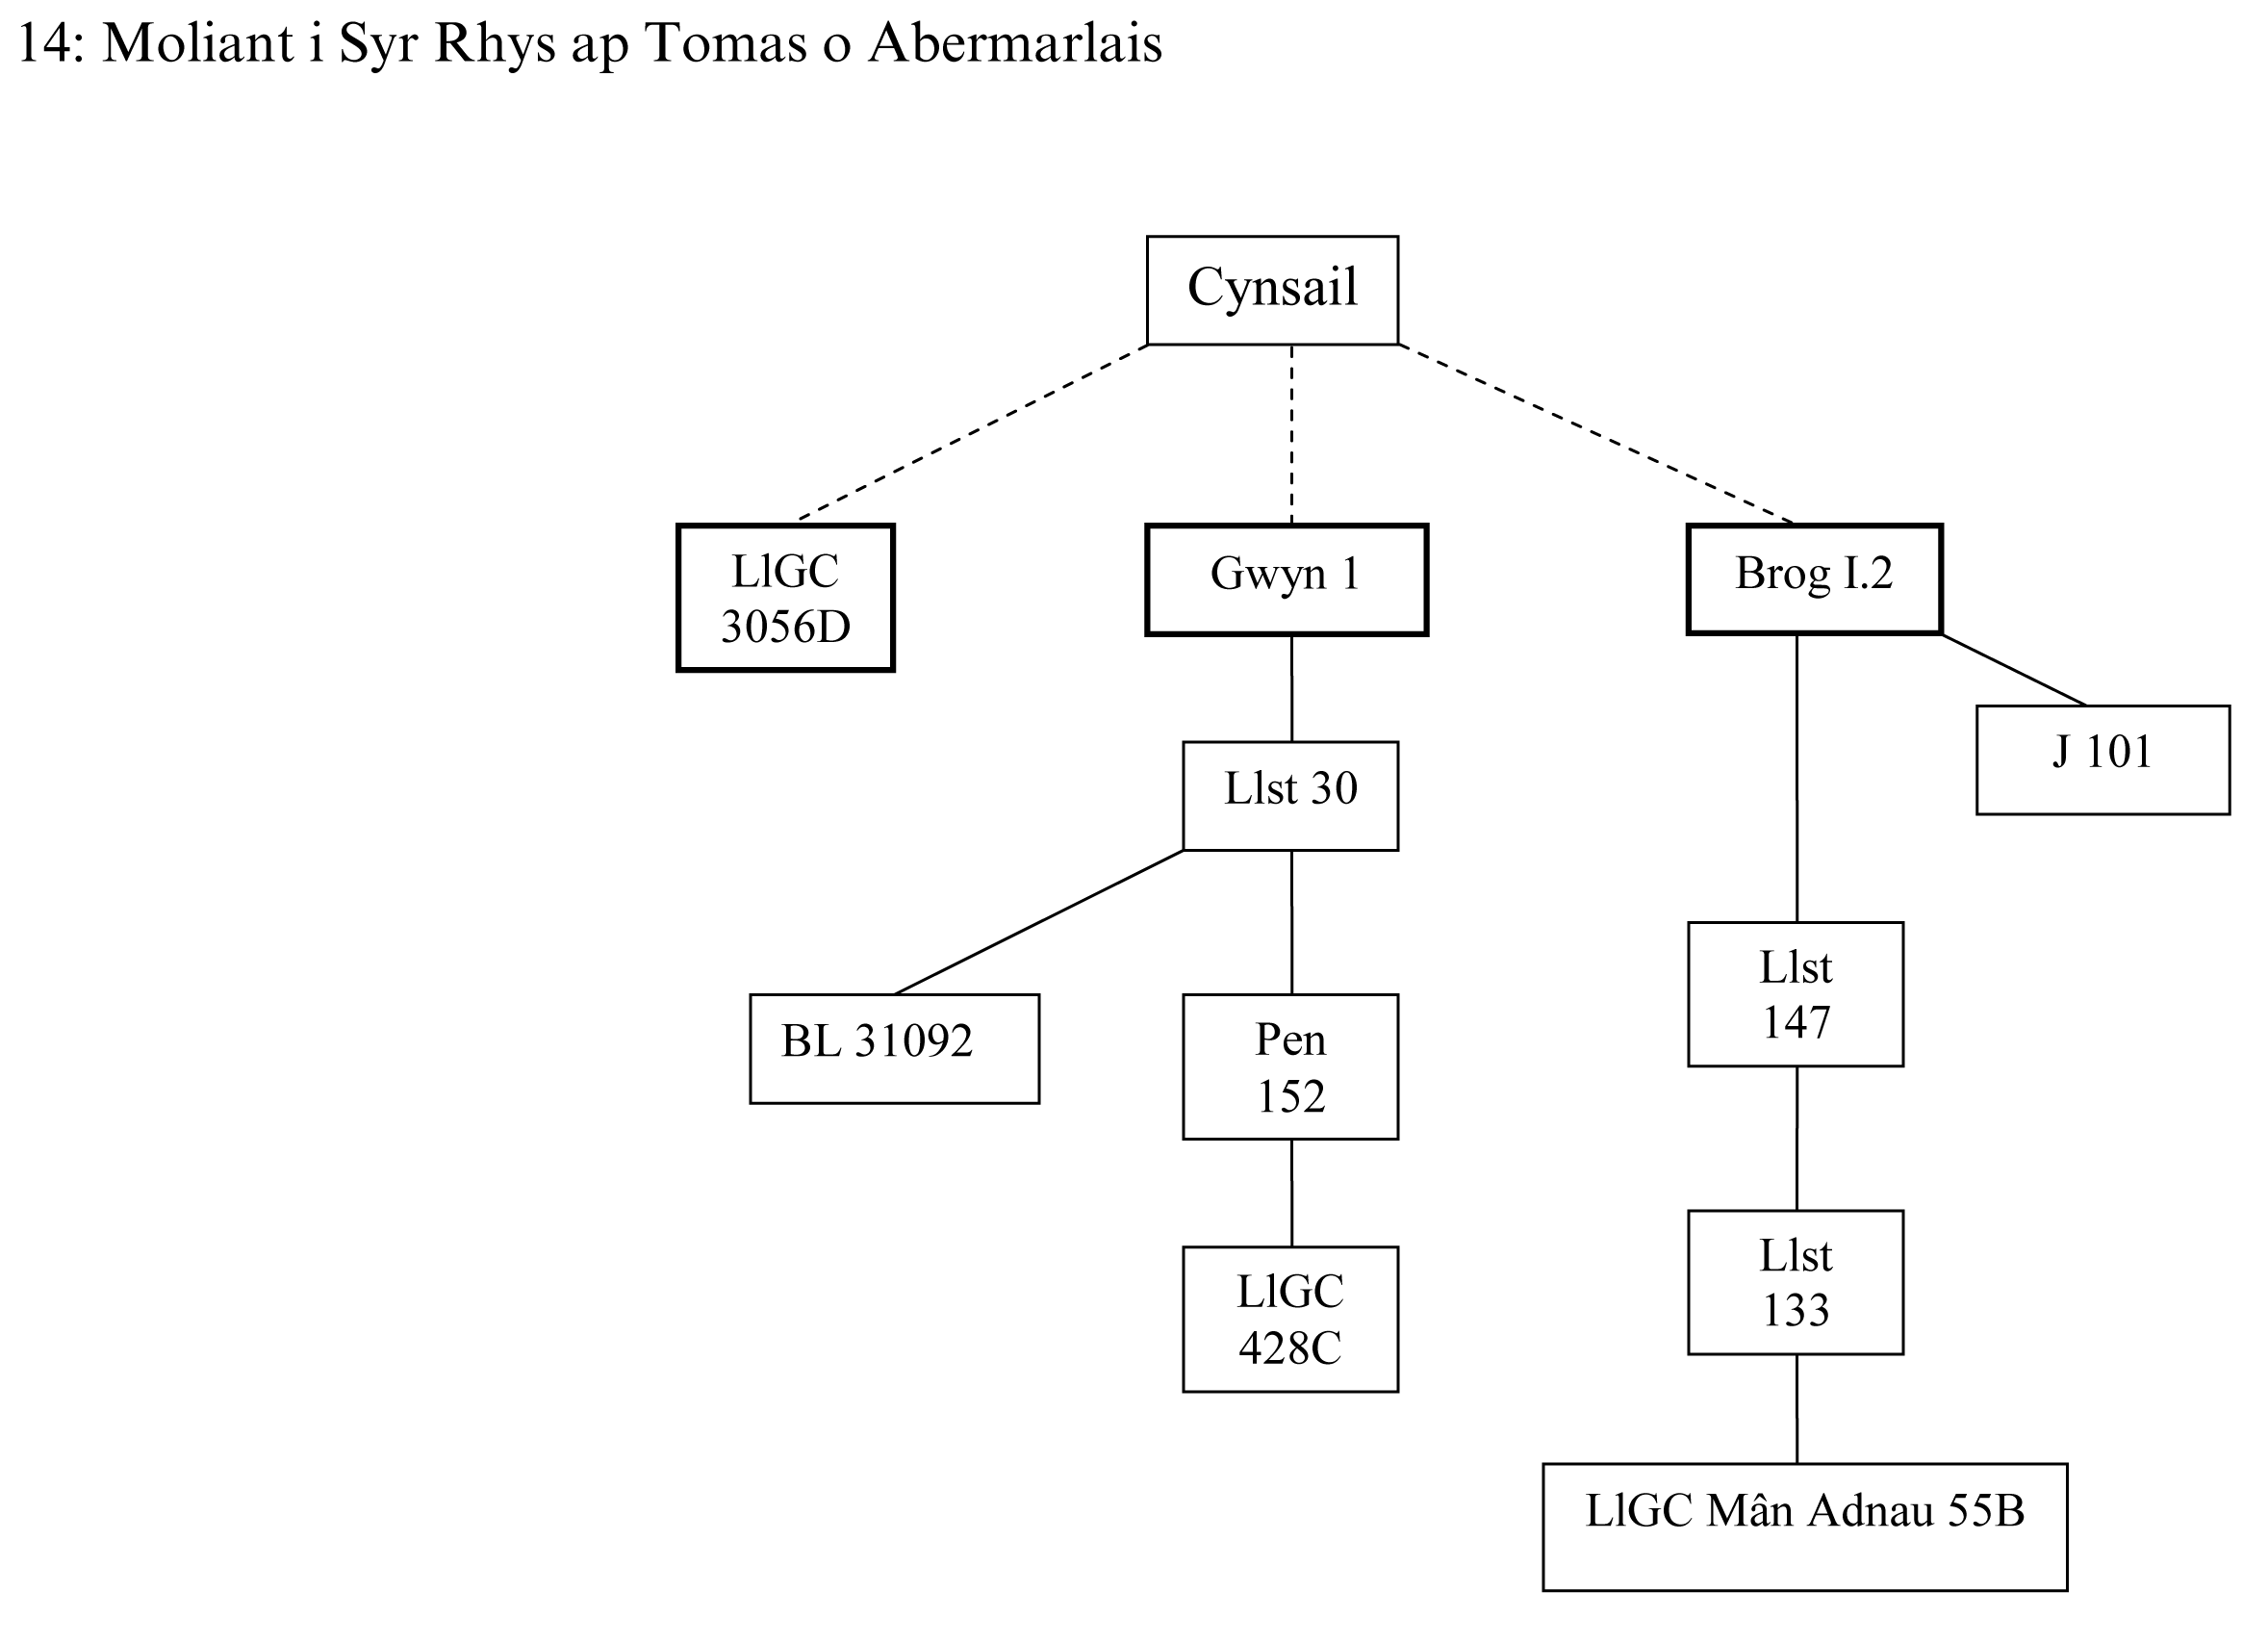 14: Moliant i Syr Rhys ap Tomas o Abermarlais
Cynsail
LlGC
3056D
Gwyn 1
Brog I.2
J 101
Llst 30
Llst
147
BL 31092
Pen
152
Llst
133
LlGC
428C
LlGC Mân Adnau 55B